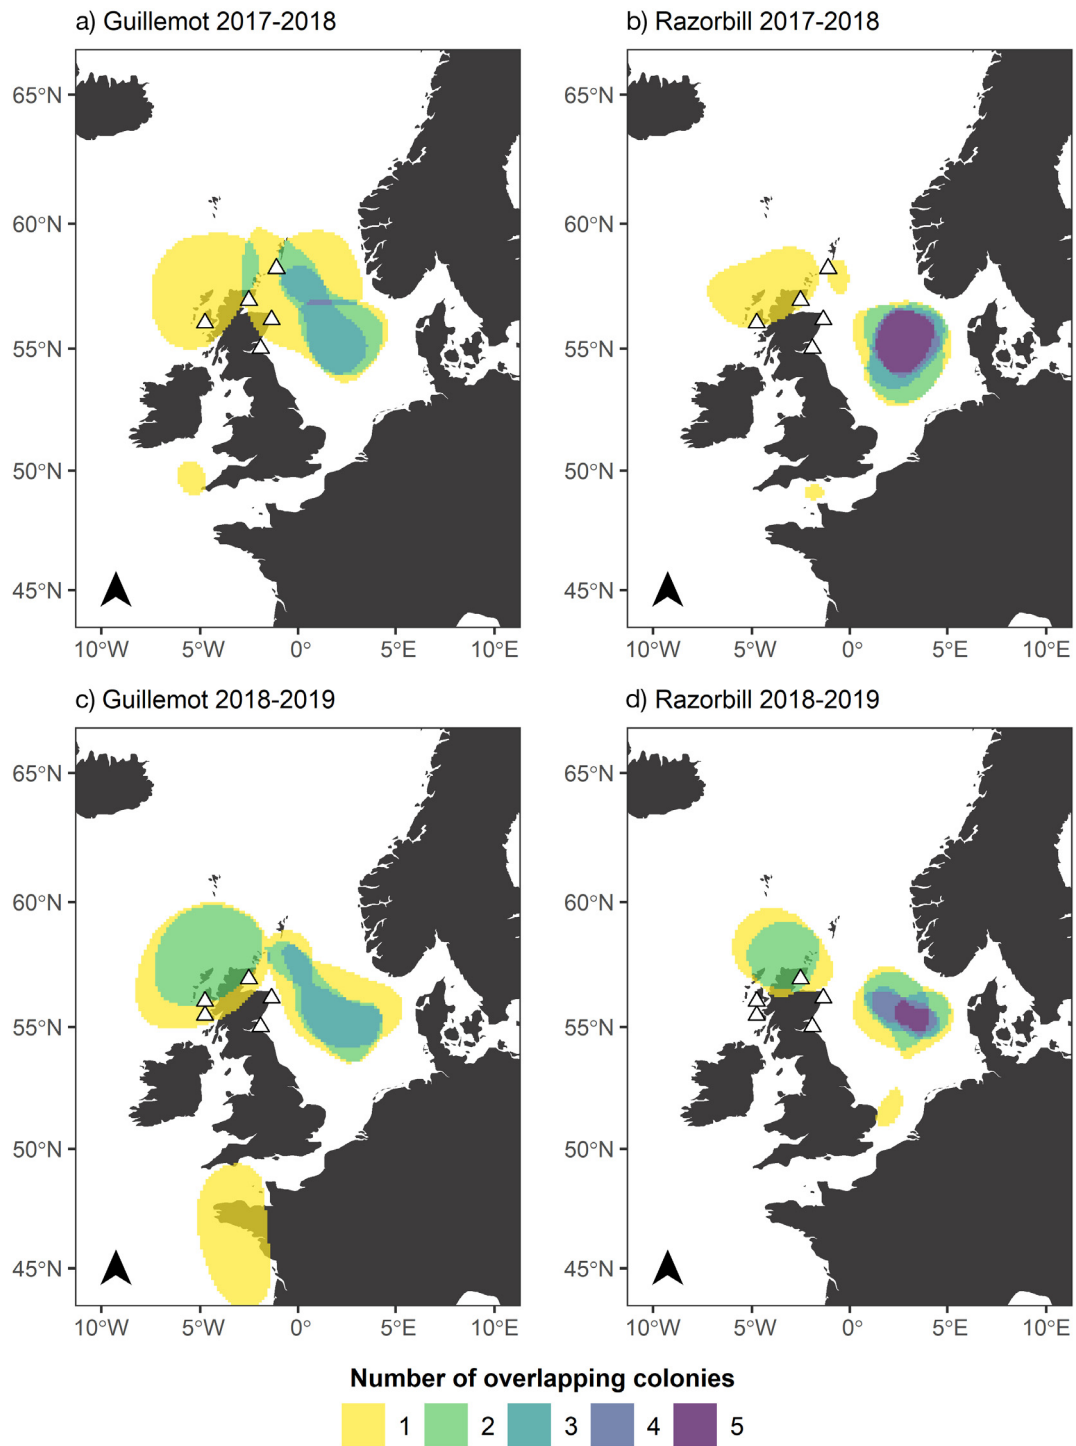 a) Guillemot 2017-2018
b) Razorbill 2017-2018
65°N
60°N
55°N
50°N
45°N
65°N
60°N
55°N
50°N
45°N
10°W 5°W 0° 5°E 10°E
10°W 5°W 0° 5°E 10°E
c) Guillemot 2018-2019
d) Razorbill 2018-2019
65°N
60°N
55°N
50°N
45°N
65°N
60°N
55°N
50°N
45°N
10°W 5°W 0° 5°E 10°E
10°W 5°W 0° 5°E 10°E
Number of overlapping colonies
1 2 3 4 5